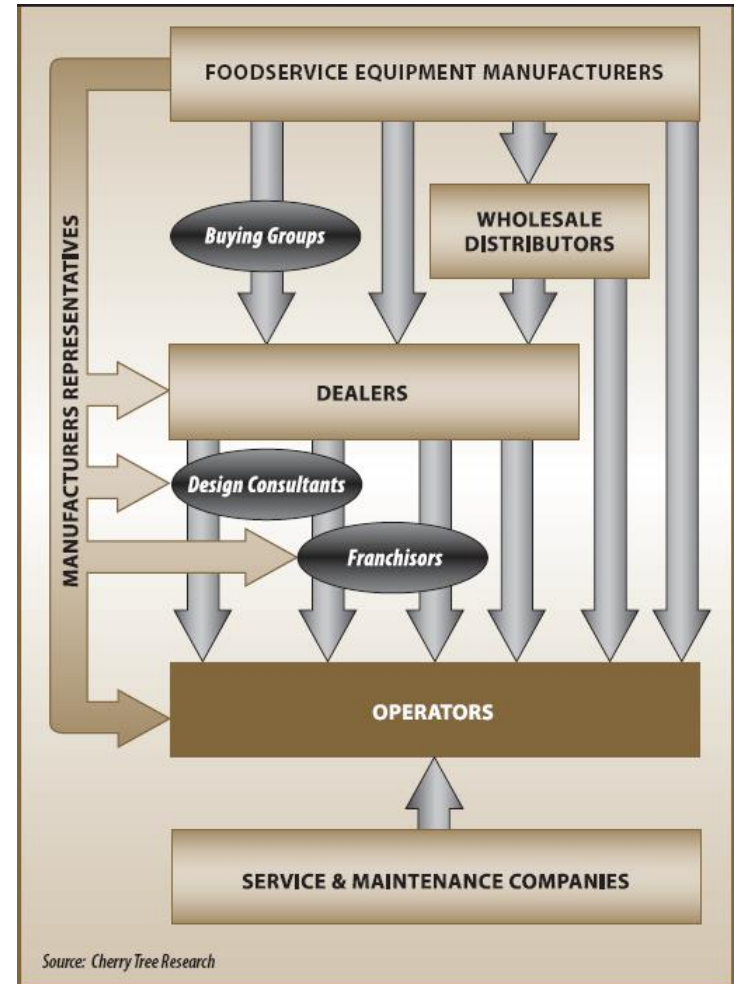 FOODSERVICE EQUIPMENT MANUFACTURERS
Buying Groups
WHOLESALE
DISTRIBUTORS
MANUFACTURERS REPRESENTATIVES
DEALERS
Design Consultants
Franchisors
OPERATORS
SERVICE & MAINTENANCE COMPANIES
Source: Cherry Tree Research